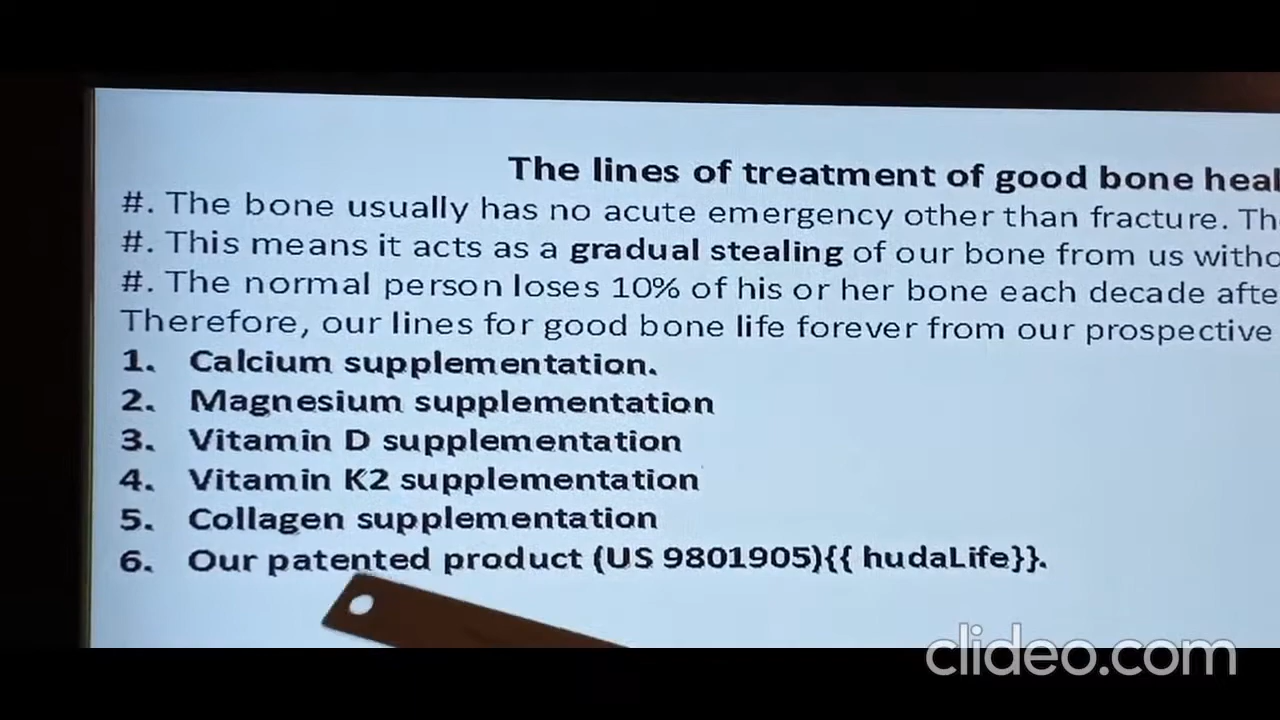 The lines of treatment of good bone heal
#. The bone usually has no acute emergency other than fracture. Th
#. This means it acts as a gradual stealing of our bone from us witho
#. The normal person loses 10% of his or her bone each decade afte
Therefore, our lines for good bone life forever from our prospective
1. Calcium supplementation.
2. Magnesium supplementation
3. Vitamin D supplementation
4. Vitamin K2 supplementation
5. Collagen supplementation
6. Our patented product (US 9801905){{ hudaLife}}.
clideo.com